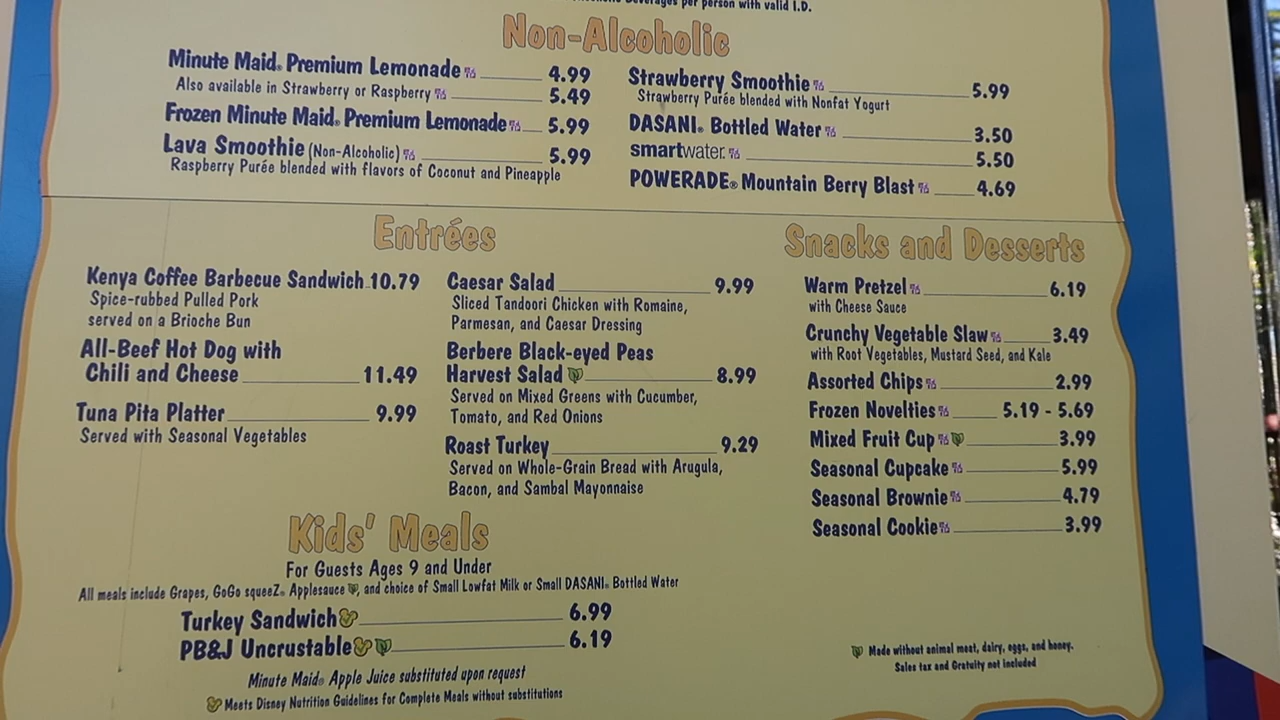 Beverages per person with valid I.D.
Non-Alcoholic
Minute Maid® Premium Lemonade 4.99
Also available in Strawberry or Raspberry 5.49
Frozen Minute Maid® Premium Lemonade 5.99
Lava Smoothie (Non-Alcoholic) 5.99
Raspberry Purée blended with flavors of Coconut and Pineapple
Strawberry Smoothie 5.99
Strawberry Purée blended with Nonfat Yogurt
DASANI® Bottled Water 3.50
smartwater® 5.50
POWERADE® Mountain Berry Blast 4.69
Entrées
Kenya Coffee Barbecue Sandwich 10.79
Spice-rubbed Pulled Pork
served on a Brioche Bun
All-Beef Hot Dog with
Chili and Cheese 11.49
Tuna Pita Platter 9.99
Served with Seasonal Vegetables
Caesar Salad 9.99
Sliced Tandoori Chicken with Romaine,
Parmesan, and Caesar Dressing
Berbere Black-eyed Peas
Harvest Salad 8.99
Served on Mixed Greens with Cucumber,
Tomato, and Red Onions
Roast Turkey 9.29
Served on Whole-Grain Bread with Arugula,
Bacon, and Sambal Mayonnaise
Snacks and Desserts
Warm Pretzel 6.19
with Cheese Sauce
Crunchy Vegetable Slaw 3.49
with Root Vegetables, Mustard Seed, and Kale
Assorted Chips 2.99
Frozen Novelties 5.19 - 5.69
Mixed Fruit Cup 3.99
Seasonal Cupcake 5.99
Seasonal Brownie 4.79
Seasonal Cookie 3.99
Kids' Meals
For Guests Ages 9 and Under
All meals include Grapes, GoGo squeeZ® Applesauce, and choice of Small Lowfat Milk or Small DASANI® Bottled Water
Turkey Sandwich 6.99
PB&J Uncrustable 6.19
Minute Maid® Apple Juice substituted upon request
Meets Disney Nutrition Guidelines for Complete Meals without substitutions
Made without animal meat, dairy, eggs, and honey.
Sales tax and Gratuity not included